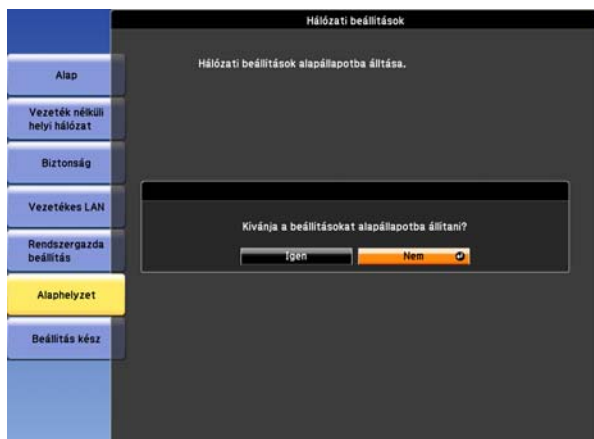 Hálózati beállítások
Hálózati beállítások alapállapotba álltása.
Alap
Vezeték nélküli
helyi hálózat
Biztonság
Vezetékes LAN
Rendszergazda
beállítás
Alaphelyzet
Beállítás kész
Kívánja a beállításokat alapállapotba állítani?
Igen
Nem